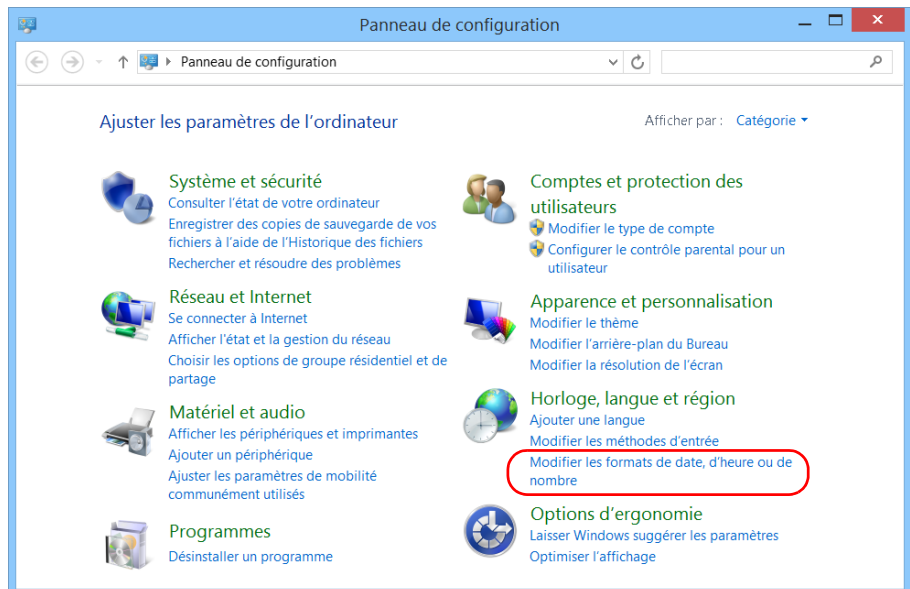 Panneau de configuration
Panneau de configuration
Ajuster les paramètres de l'ordinateur
Afficher par :
Catégorie
Système et sécurité
Consulter l'état de votre ordinateur
Enregistrer des copies de sauvegarde de vos
fichiers à l'aide de l'Historique des fichiers
Rechercher et résoudre des problèmes
Réseau et Internet
Se connecter à Internet
Afficher l'état et la gestion du réseau
Choisir les options de groupe résidentiel et de
partage
Matériel et audio
Afficher les périphériques et imprimantes
Ajouter un périphérique
Ajuster les paramètres de mobilité
communément utilisés
Programmes
Désinstaller un programme
Comptes et protection des
utilisateurs
Modifier le type de compte
Configurer le contrôle parental pour un
utilisateur
Apparence et personnalisation
Modifier le thème
Modifier l'arrière-plan du Bureau
Modifier la résolution de l'écran
Horloge, langue et région
Ajouter une langue
Modifier les méthodes d'entrée
Modifier les formats de date, d'heure ou de
nombre
Options d'ergonomie
Laisser Windows suggérer les paramètres
Optimiser l'affichage